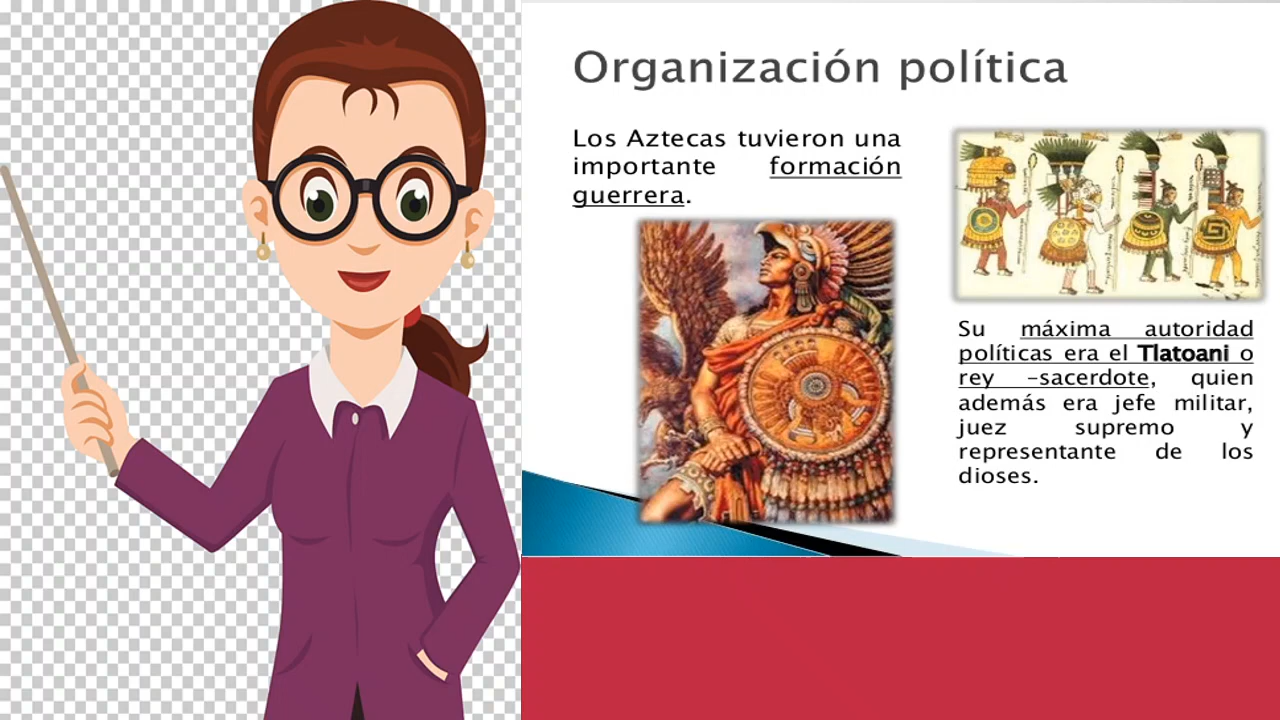 Organización política
Los Aztecas tuvieron una
importante formación
guerrera.
Su máxima autoridad
políticas era el Tlatoani o
rey –sacerdote, quien
además era jefe militar,
juez supremo y
representante de los
dioses.